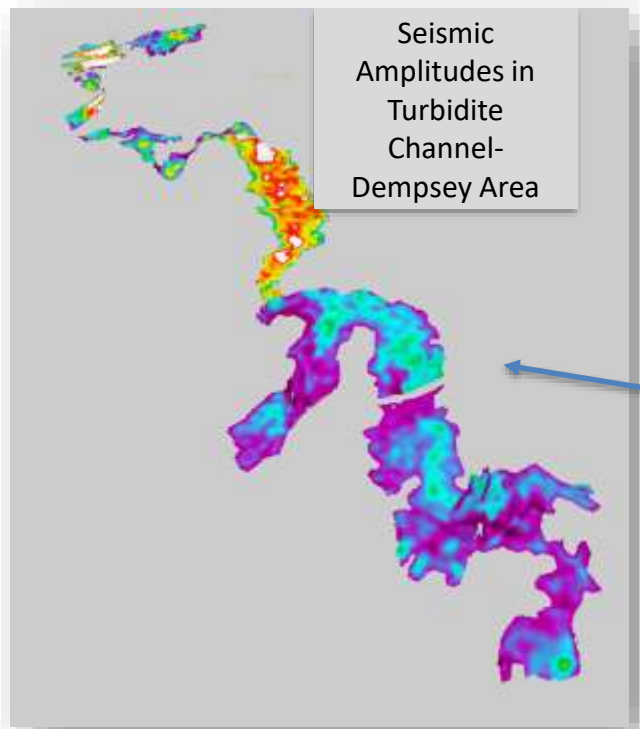 Seismic
Amplitudes in
Turbidite
Channel-
Dempsey Area